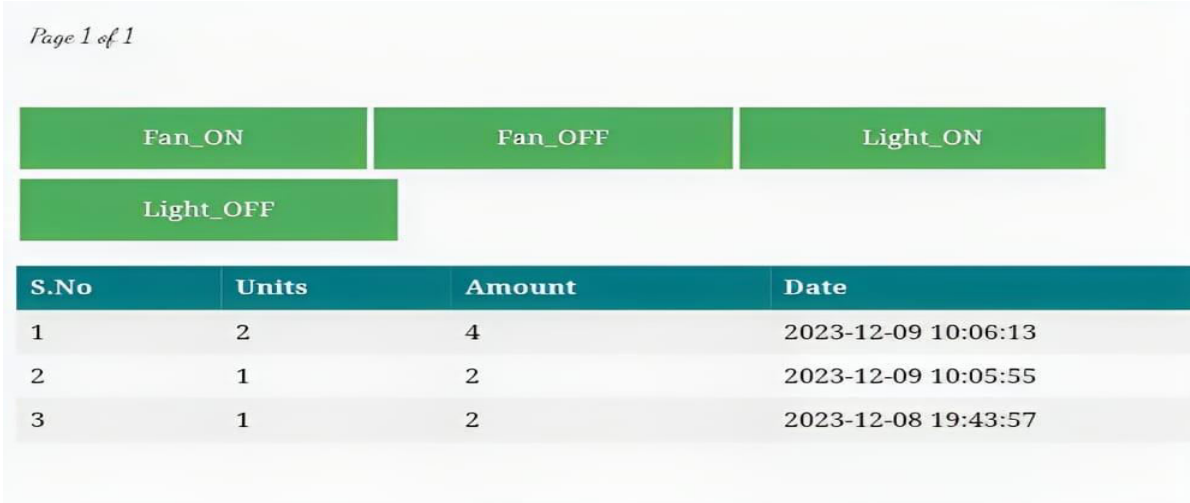 Page 1 of 1
Fan_ON Fan_OFF Light_ON
Light_OFF
S.No Units Amount Date
1 2 4 2023-12-09 10:06:13
2 1 2 2023-12-09 10:05:55
3 1 2 2023-12-08 19:43:57